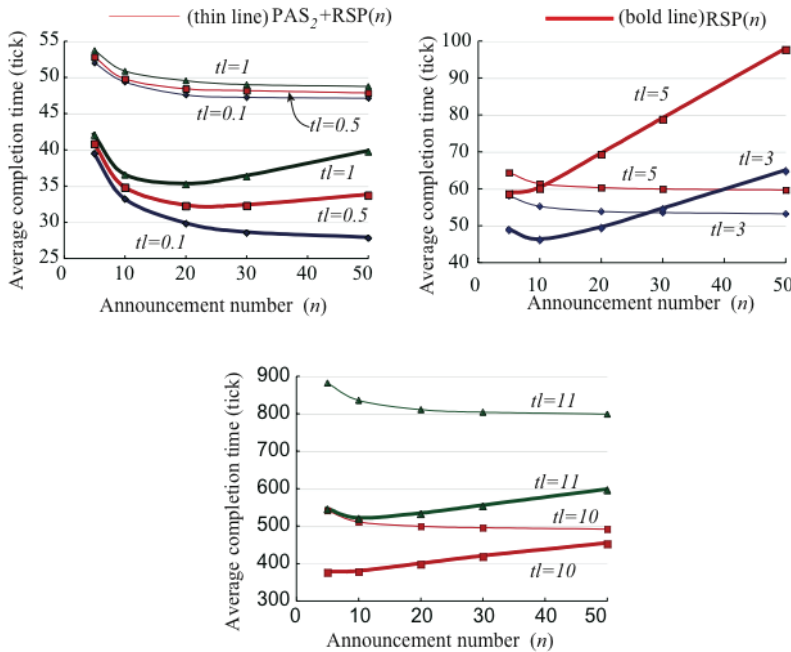 (thin line) PAS2+RSP(n)
(bold line) RSP(n)
Average completion time (tick)
55
50
45
40
35
30
25
0
10
20
30
40
50
tl=1
tl=0.1
tl=0.5
tl=1
tl=0.5
tl=0.1
Announcement number (n)
Average completion time (tick)
100
90
80
70
60
50
40
0
10
20
30
40
50
tl=5
tl=3
tl=5
tl=3
Announcement number (n)
Average completion time (tick)
900
800
700
600
500
400
300
0
10
20
30
40
50
tl=11
tl=11
tl=10
tl=10
Announcement number (n)